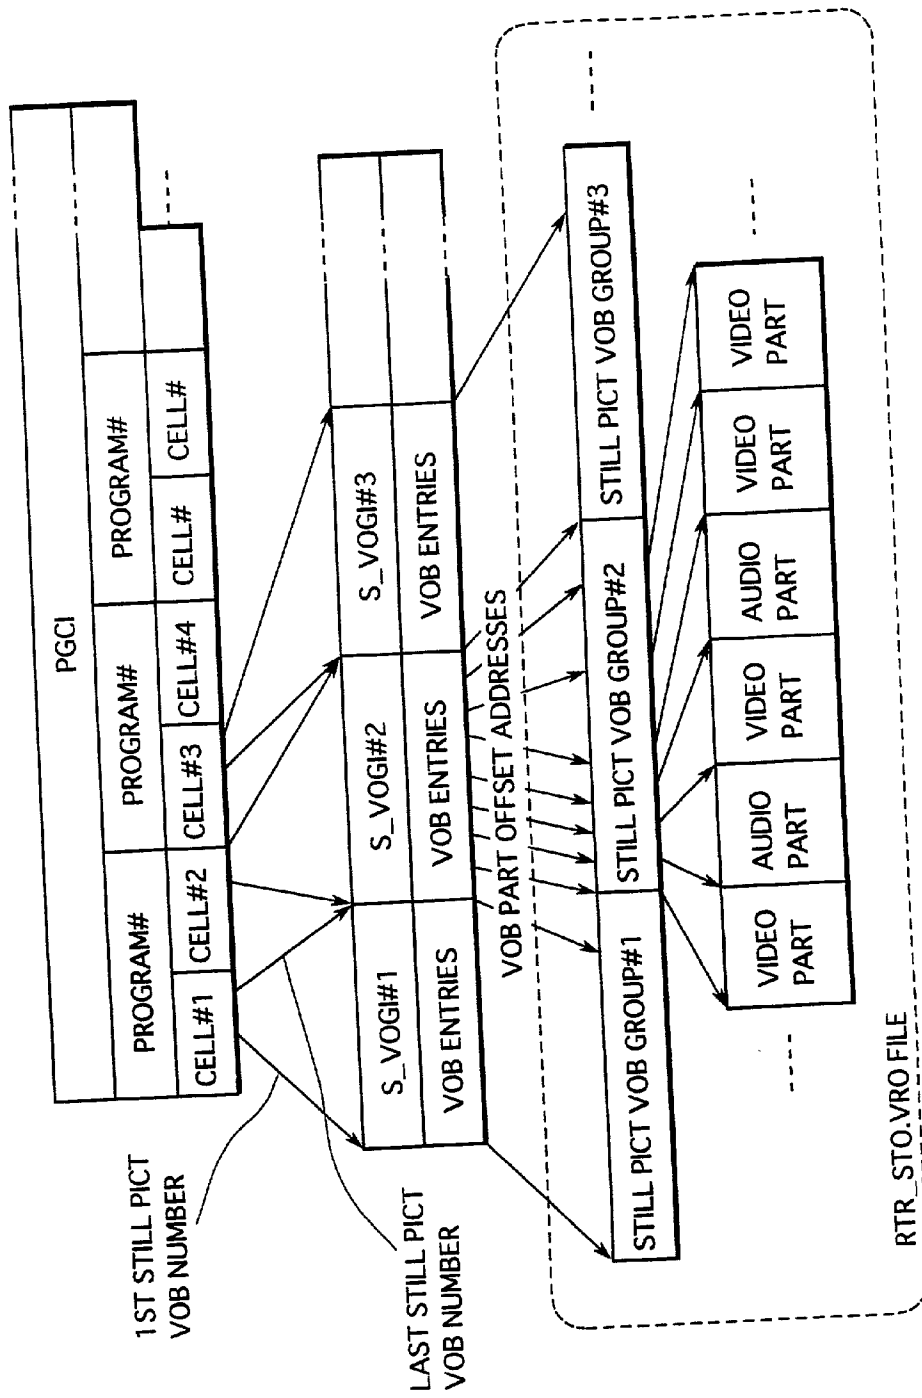 PGCI
PROGRAM#
PROGRAM#
PROGRAM#
CELL#1
CELL#2
CELL#3
CELL#4
CELL#
CELL#
1ST STILL PICT
VOB NUMBER
LAST STILL PICT
VOB NUMBER
S_VOGI#1
S_VOGI#2
S_VOGI#3
VOB ENTRIES
VOB ENTRIES
VOB ENTRIES
VOB PART OFFSET ADDRESSES
STILL PICT VOB GROUP#1
STILL PICT VOB GROUP#2
STILL PICT VOB GROUP#3
VIDEO
PART
AUDIO
PART
VIDEO
PART
AUDIO
PART
VIDEO
PART
VIDEO
PART
RTR_STO.VRO FILE